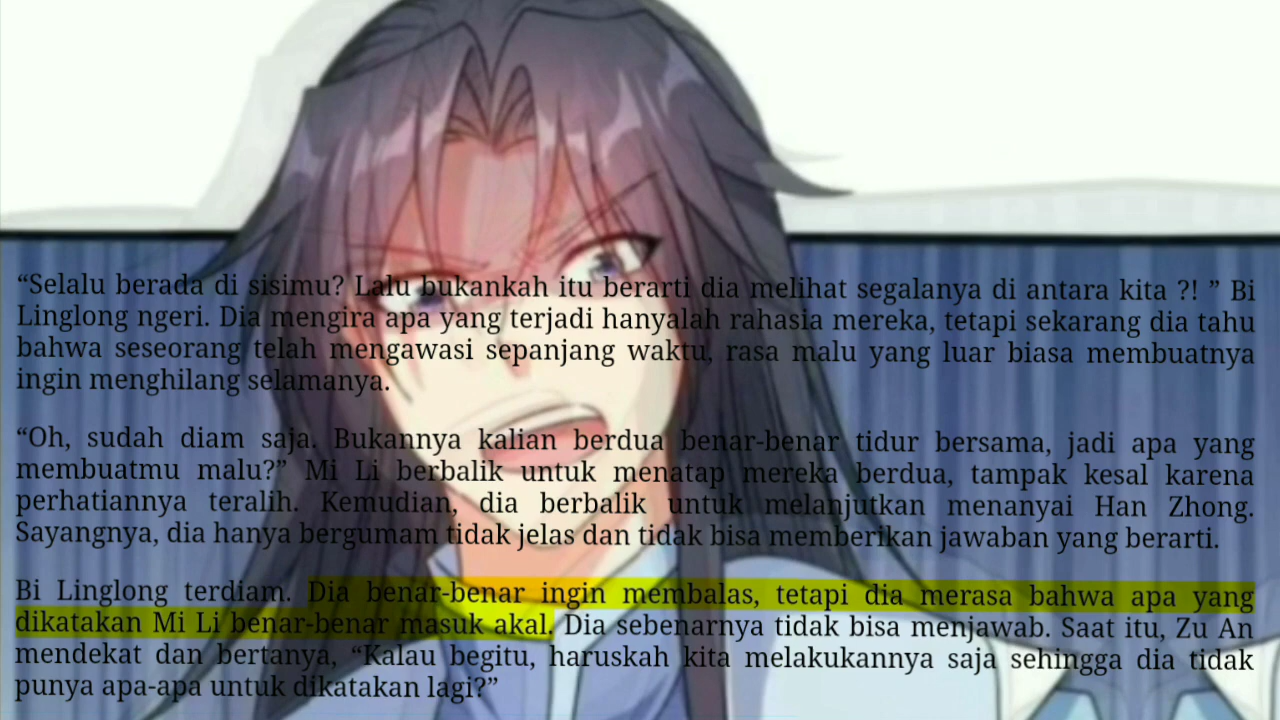 “Selalu berada di sisimu? Lalu bukankah itu berarti dia melihat segalanya di antara kita ?! ” Bi
Linglong ngeri. Dia mengira apa yang terjadi hanyalah rahasia mereka, tetapi sekarang dia tahu
bahwa seseorang telah mengawasi sepanjang waktu, rasa malu yang luar biasa membuatnya
ingin menghilang selamanya.
“Oh, sudah diam saja. Bukannya kalian berdua benar-benar tidur bersama, jadi apa yang
membuatmu malu?” Mi Li berbalik untuk menatap mereka berdua, tampak kesal karena
perhatiannya teralih. Kemudian, dia berbalik untuk melanjutkan menanyai Han Zhong.
Sayangnya, dia hanya bergumam tidak jelas dan tidak bisa memberikan jawaban yang berarti.
Bi Linglong terdiam. Dia benar-benar ingin membalas, tetapi dia merasa bahwa apa yang
dikatakan Mi Li benar-benar masuk akal. Dia sebenarnya tidak bisa menjawab. Saat itu, Zu An
mendekat dan bertanya, “Kalau begitu, haruskah kita melakukannya saja sehingga dia tidak
punya apa-apa untuk dikatakan lagi?”